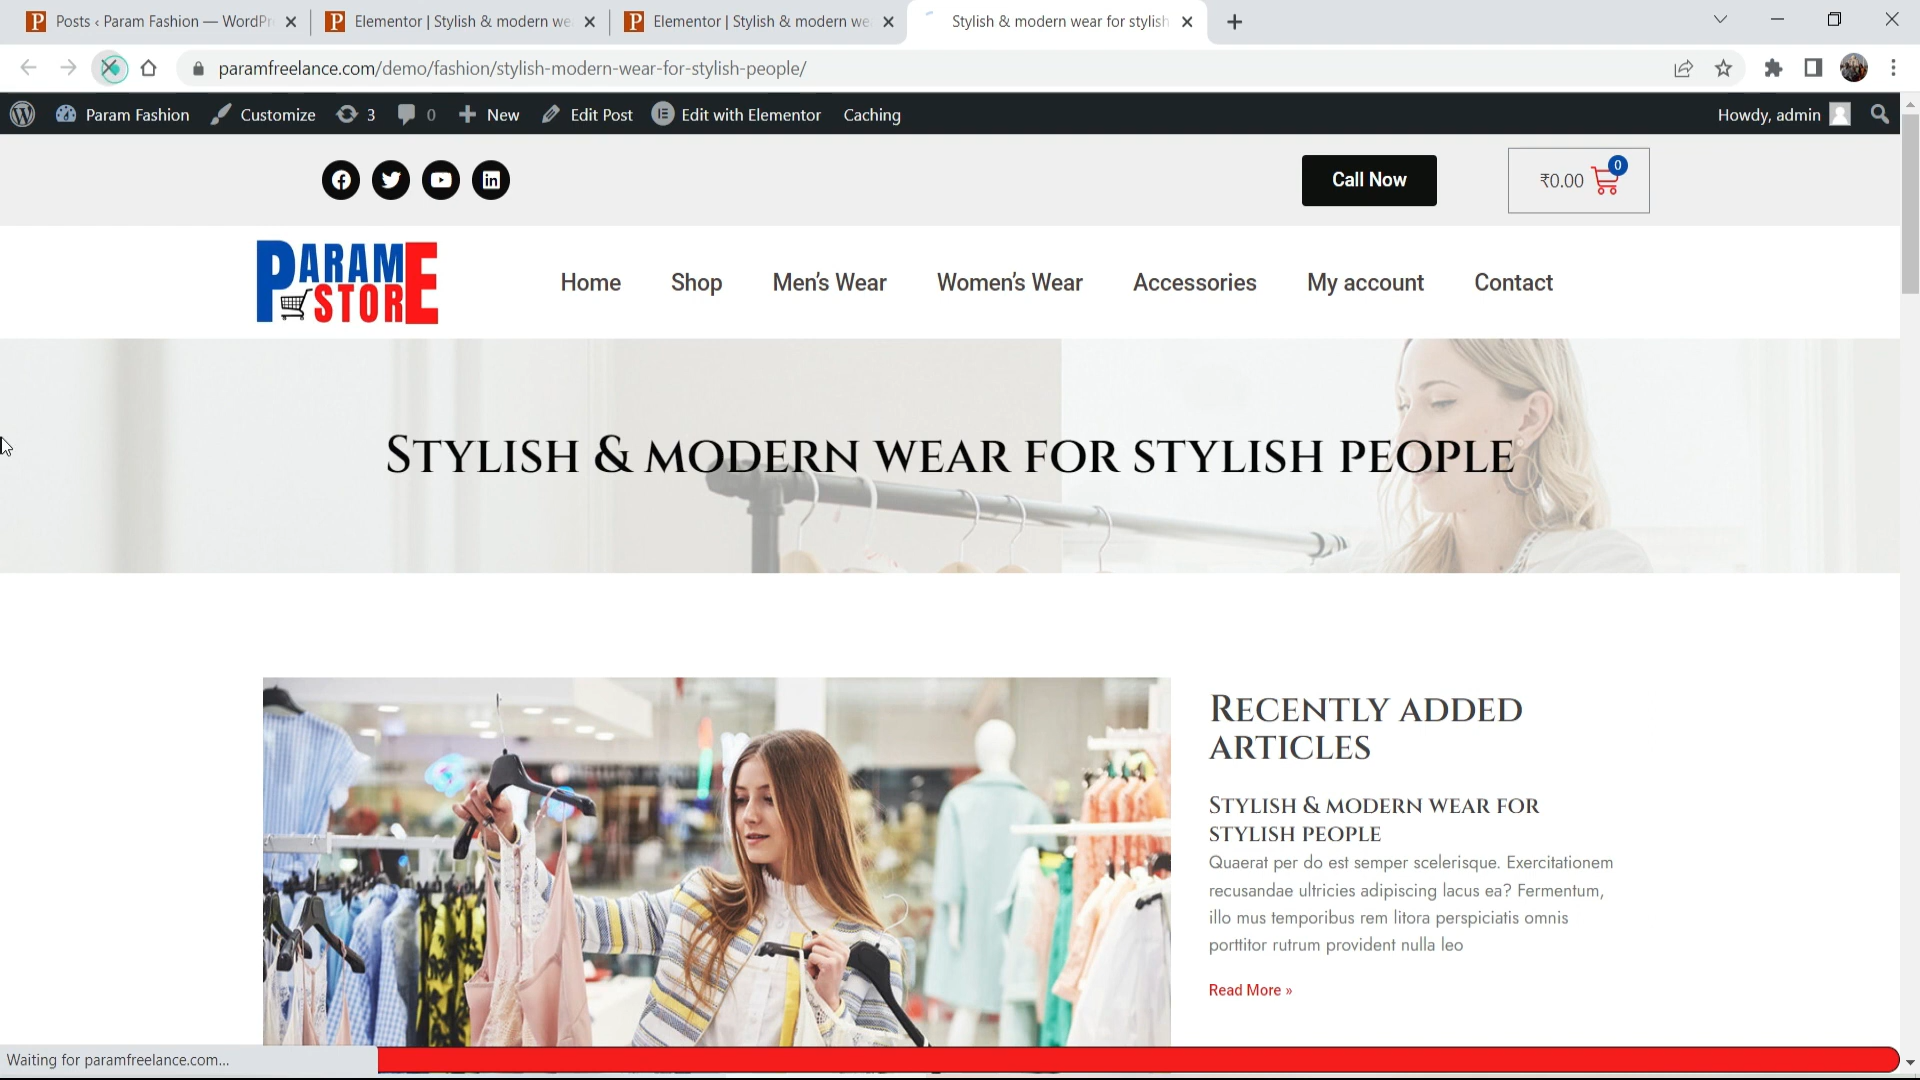 Posts ‹ Param Fashion — WordPr
Elementor | Stylish & modern we
Elementor | Stylish & modern we
Stylish & modern wear for stylish
paramfreelance.com/demo/fashion/stylish-modern-wear-for-stylish-people/
Param Fashion Customize 3 0 New Edit Post Edit with Elementor Caching Howdy, admin
Call Now
₹0.00 0
PARAM STORE
Home Shop Men’s Wear Women’s Wear Accessories My account Contact
Stylish & modern wear for stylish people
Recently added
articles
Stylish & modern wear for
stylish people
Quaerat per do est semper scelerisque. Exercitationem
recusandae ultricies adipiscing lacus ea? Fermentum,
illo mus temporibus rem litora perspiciatis omnis
porttitor rutrum provident nulla leo
Read More »
Waiting for paramfreelance.com...